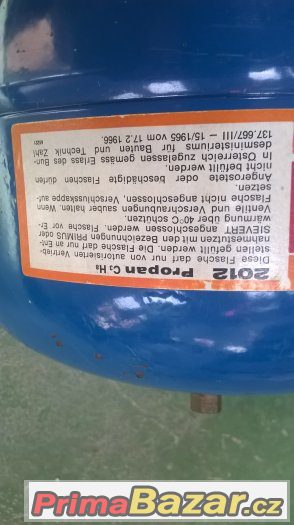 2012 Propan C3H8
Diese Flasche darf nur von autorisierten Vertrieb-
stellen gefüllt werden. Die Flasche darf nur an Ent-
nahmestutzen mit den Bezeichnungen PRIMUS oder
SIEVERT angeschlossen werden. Flasche vor Er-
wärmung über 40°C schützen.
Ventile und Verschraubungen sauber halten. Wenn
Flasche nicht angeschlossen, Verschlusskappe auf-
setzen.
Angerostete oder beschädigte Flaschen dürfen
nicht befüllt werden.
In Österreich zugelassen gemäss Erlass des Bun-
desministeriums für Bauten und Technik Zahl
137.667/III – 15/1965 vom 17.2 1966.
PrimaBazar.cz